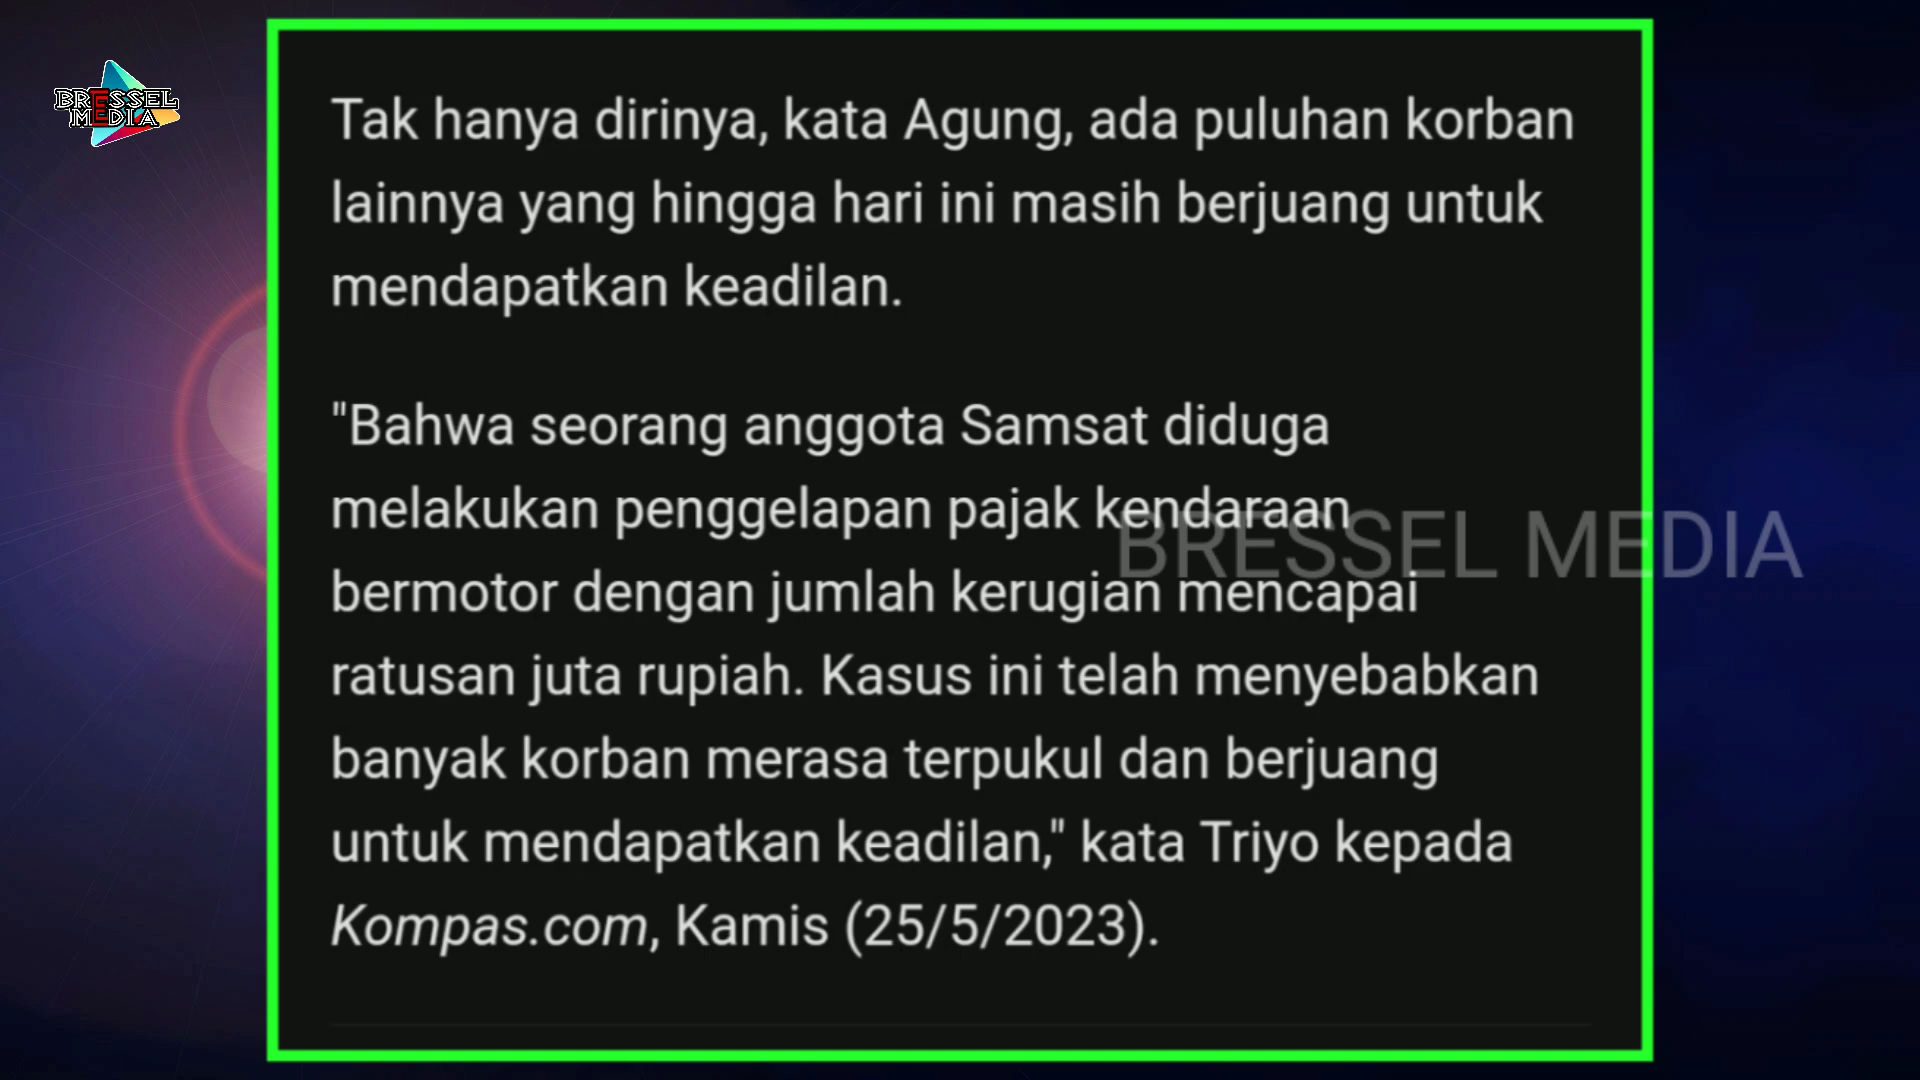 BRESSEL
MEDIA
Tak hanya dirinya, kata Agung, ada puluhan korban
lainnya yang hingga hari ini masih berjuang untuk
mendapatkan keadilan.
"Bahwa seorang anggota Samsat diduga
melakukan penggelapan pajak kendaraan
BRESSEL MEDIA
bermotor dengan jumlah kerugian mencapai
ratusan juta rupiah. Kasus ini telah menyebabkan
banyak korban merasa terpukul dan berjuang
untuk mendapatkan keadilan," kata Triyo kepada
Kompas.com, Kamis (25/5/2023).